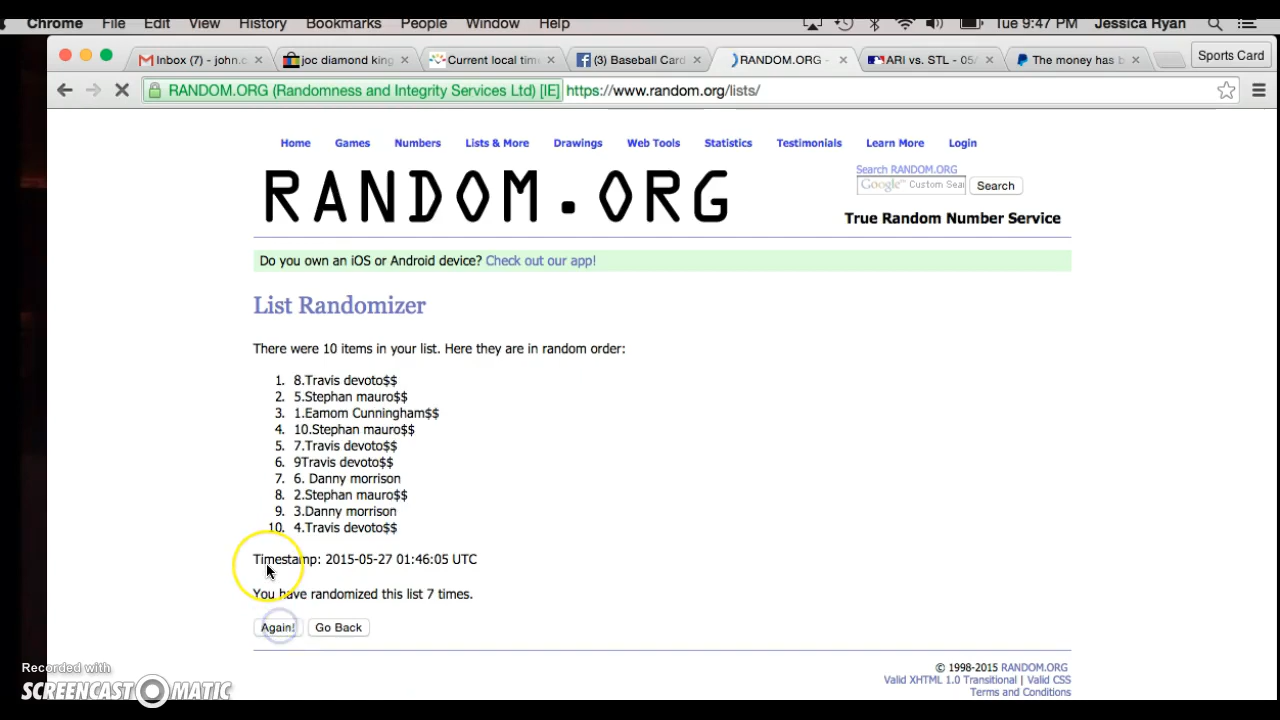 Chrome File Edit View History Bookmarks People Window Help Tue 9:47 PM Jessica Ryan
Inbox (7) - john.c joc diamond king Current local tim (3) Baseball Card RANDOM.ORG - ARI vs. STL - 05/ The money has b Sports Card
RANDOM.ORG (Randomness and Integrity Services Ltd) [IE] https://www.random.org/lists/
Home Games Numbers Lists & More Drawings Web Tools Statistics Testimonials Learn More Login
Search RANDOM.ORG
Google™ Custom Sear Search
RANDOM.ORG
True Random Number Service
Do you own an iOS or Android device? Check out our app!
List Randomizer
There were 10 items in your list. Here they are in random order:
1. 8.Travis devoto$$
2. 5.Stephan mauro$$
3. 1.Eamom Cunningham$$
4. 10.Stephan mauro$$
5. 7.Travis devoto$$
6. 9Travis devoto$$
7. 6. Danny morrison
8. 2.Stephan mauro$$
9. 3.Danny morrison
10. 4.Travis devoto$$
Timestamp: 2015-05-27 01:46:05 UTC
You have randomized this list 7 times.
Again! Go Back
© 1998-2015 RANDOM.ORG
Valid XHTML 1.0 Transitional | Valid CSS
Terms and Conditions
Recorded with
SCREENCAST-O-MATIC